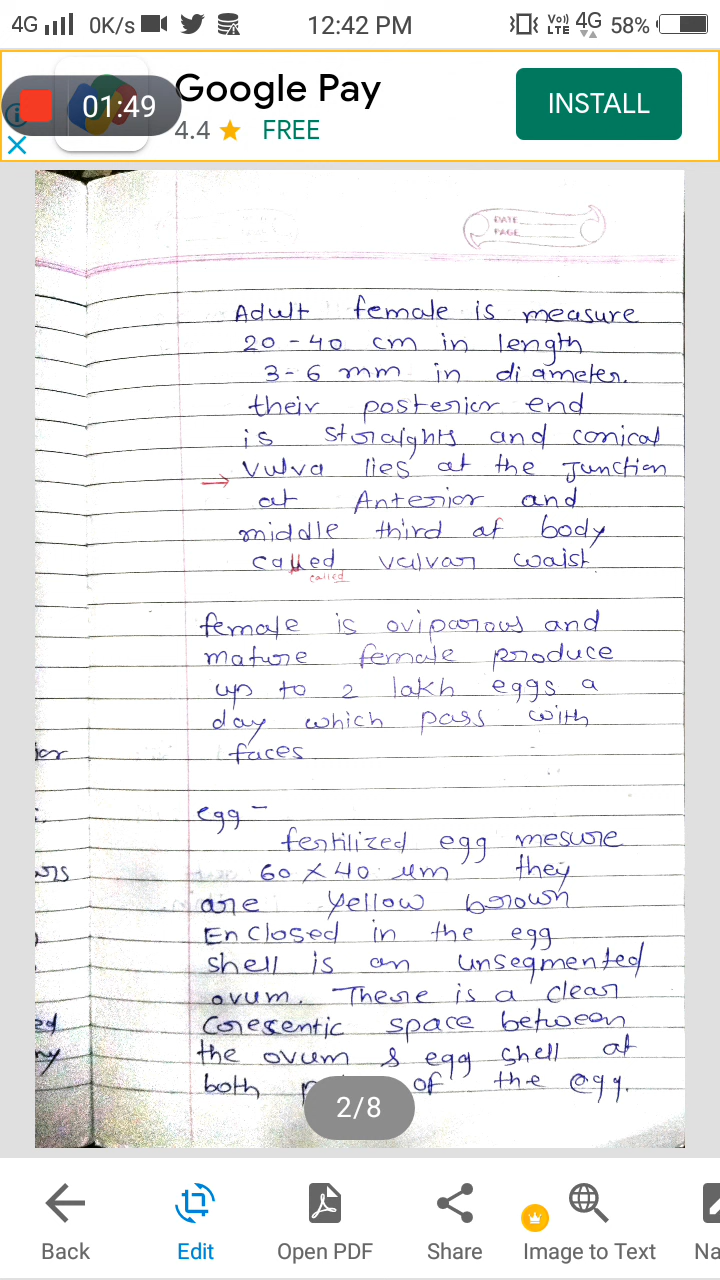 4G 0K/s 12:42 PM VoLTE 4G 58%
Google Pay
01:49
4.4 FREE
INSTALL
DATE
PAGE
Adult female is measure
20-40 cm in length
3-6 mm in diameter.
their posterior end
is straights and conical
→ Vulva lies at the Junction
at Anterior and
middle third of body
called vulvar waist
called
female is oviparous and
mature female produce
up to 2 lakh eggs a
day which pass with
faces
egg -
fertilized egg mesure
60 X 40 um they
are yellow brown
EnClosed in the egg
shell is an unsegmented
ovum. There is a clear
Coresentic space between
the ovum & egg shell at
both of the egg.
2/8
Back
Edit
Open PDF
Share
Image to Text
Na